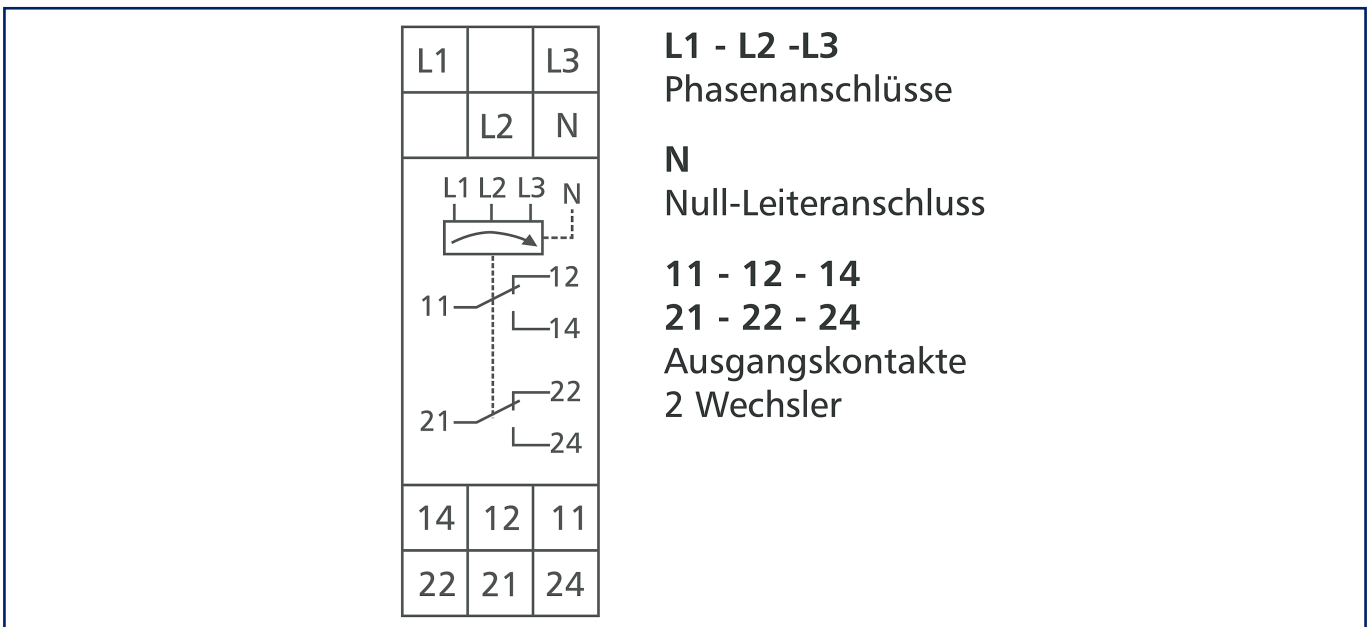 L1 L3
L2 N
L1 L2 L3 N
12
11
14
22
21
24
14 12 11
22 21 24
L1 - L2 -L3
Phasenanschlüsse
N
Null-Leiteranschluss
11 - 12 - 14
21 - 22 - 24
Ausgangskontakte
2 Wechsler